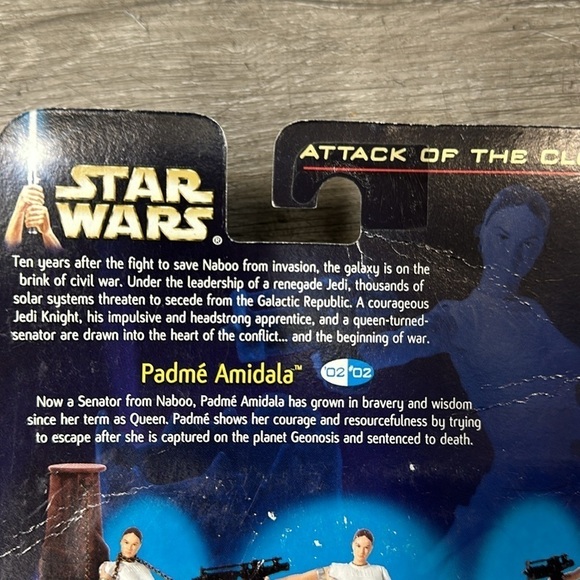 STAR
WARS®
ATTACK OF THE CL
Ten years after the fight to save Naboo from invasion, the galaxy is on the
brink of civil war. Under the leadership of a renegade Jedi, thousands of
solar systems threaten to secede from the Galactic Republic. A courageous
Jedi Knight, his impulsive and headstrong apprentice, and a queen-turned-
senator are drawn into the heart of the conflict... and the beginning of war.
Padmé Amidala™ '02 #02
Now a Senator from Naboo, Padmé Amidala has grown in bravery and wisdom
since her term as Queen. Padmé shows her courage and resourcefulness by trying
to escape after she is captured on the planet Geonosis and sentenced to death.